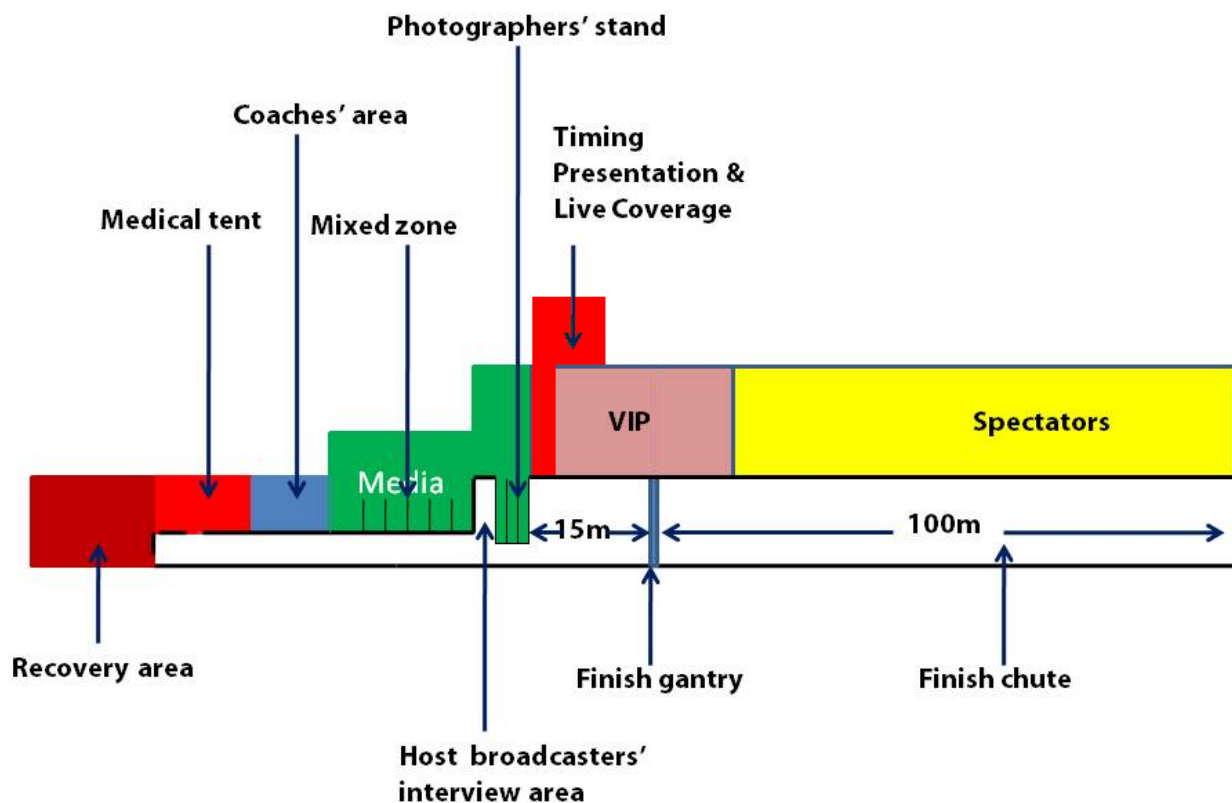 Photographers' stand
Coaches' area
Timing
Presentation &
Live Coverage
Medical tent
Mixed zone
VIP
Spectators
Media
15m
100m
Recovery area
Finish gantry
Finish chute
Host broadcasters'
interview area